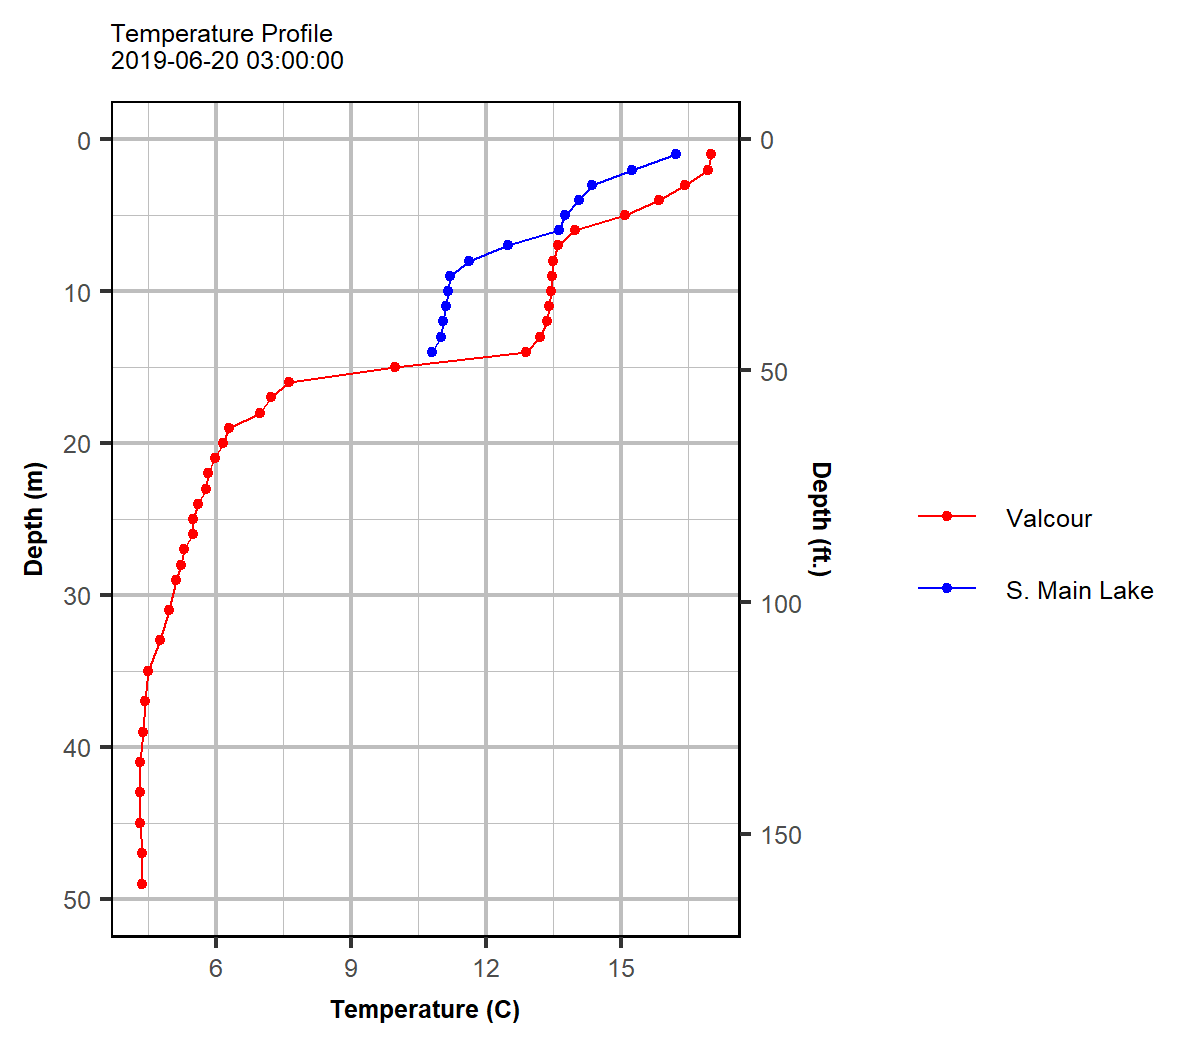 Temperature Profile
2019-06-20 03:00:00
0
10
20
30
40
50
Depth (m)
0
50
100
150
Depth (ft.)
6 9 12 15
Temperature (C)
Valcour
S. Main Lake